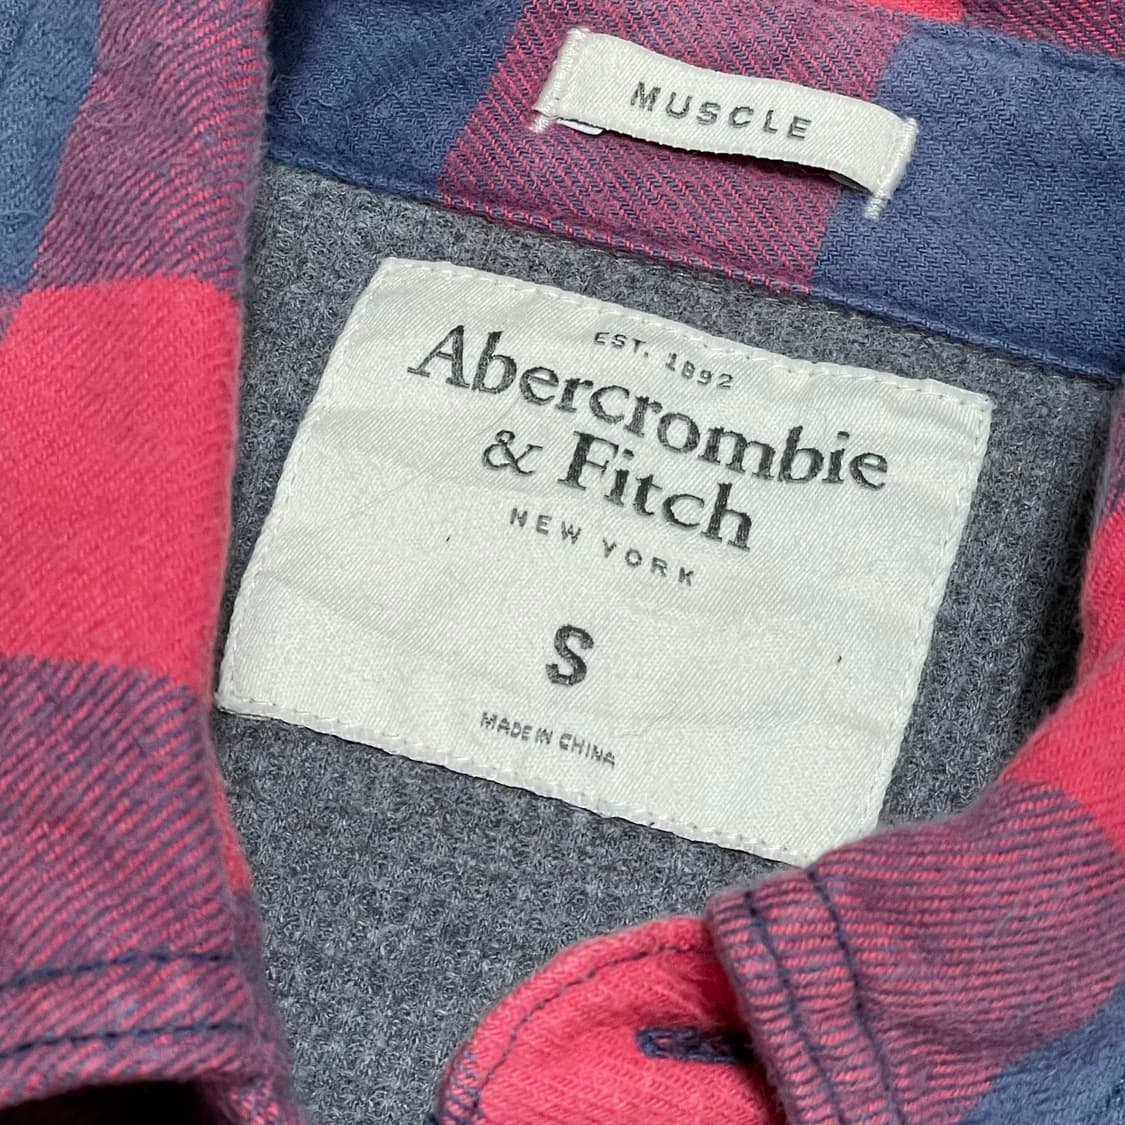 MUSCLE
EST. 1892
Abercrombie
& Fitch
NEW YORK
S
MADE IN CHINA